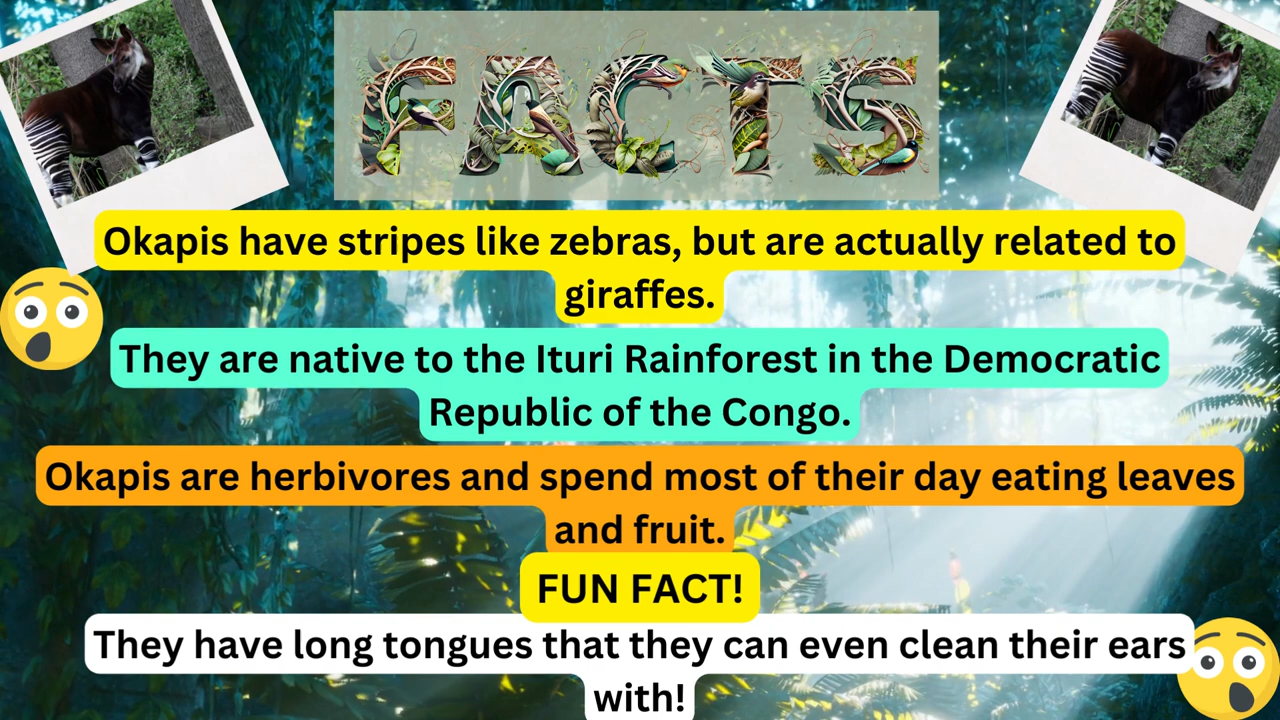 FACTS
Okapis have stripes like zebras, but are actually related to
giraffes.
They are native to the Ituri Rainforest in the Democratic
Republic of the Congo.
Okapis are herbivores and spend most of their day eating leaves
and fruit.
FUN FACT!
They have long tongues that they can even clean their ears
with!